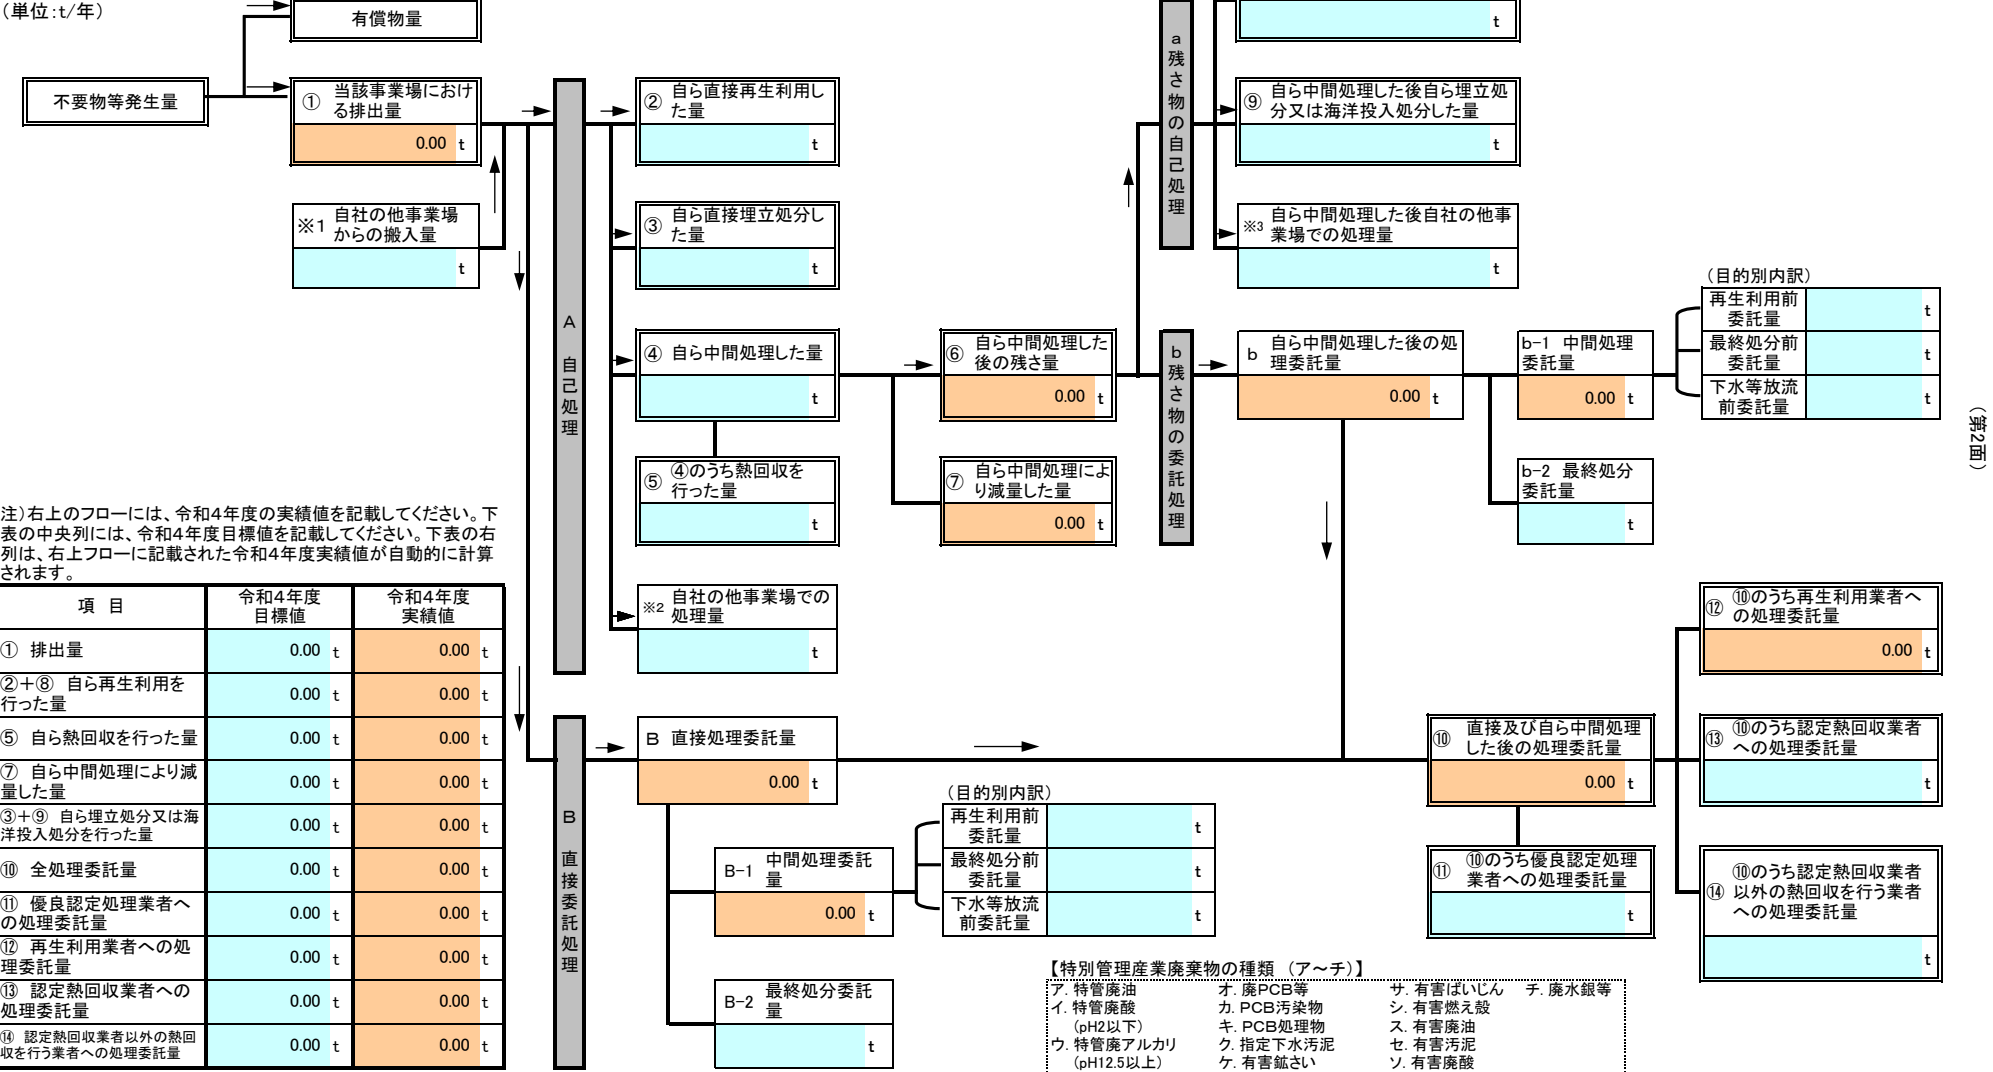 （単位：t/年）
有償物量
不要物等発生量
① 当該事業場におけ
る排出量
0.00 t
※1 自社の他事業場
からの搬入量
t
A 自己処理
② 自ら直接再生利用し
た量
t
③ 自ら直接埋立処分し
た量
t
④ 自ら中間処理した量
t
⑤ ④のうち熱回収を
行った量
t
※2 自社の他事業場での
処理量
t
⑥ 自ら中間処理した
後の残さ量
0.00 t
⑦ 自ら中間処理によ
り減量した量
0.00 t
a 残さ物の自己処理
t
⑨ 自ら中間処理した後自ら埋立処
分又は海洋投入処分した量
t
※3 自ら中間処理した後自社の他事
業場での処理量
t
b 残さ物の委託処理
b 自ら中間処理した後の処
理委託量
0.00 t
b-1 中間処理
委託量
0.00 t
b-2 最終処分
委託量
t
（目的別内訳）
再生利用前
委託量
t
最終処分前
委託量
t
下水等放流
前委託量
t
（第2面）
注）右上のフローには、令和４年度の実績値を記載してください。下
表の中央列には、令和４年度目標値を記載してください。下表の右
列は、右上フローに記載された令和４年度実績値が自動的に計算
されます。
項 目
令和４年度
目標値
令和４年度
実績値
① 排出量 0.00 t 0.00 t
②＋⑧ 自ら再生利用を
行った量 0.00 t 0.00 t
⑤ 自ら熱回収を行った量 0.00 t 0.00 t
⑦ 自ら中間処理により減
量した量 0.00 t 0.00 t
③＋⑨ 自ら埋立処分又は海
洋投入処分を行った量 0.00 t 0.00 t
⑩ 全処理委託量 0.00 t 0.00 t
⑪ 優良認定処理業者へ
の処理委託量 0.00 t 0.00 t
⑫ 再生利用業者への処
理委託量 0.00 t 0.00 t
⑬ 認定熱回収業者への
処理委託量 0.00 t 0.00 t
⑭ 認定熱回収業者以外の熱回
収を行う業者への処理委託量 0.00 t 0.00 t
B 直接委託処理
B 直接処理委託量
0.00 t
B-1 中間処理委託
量
0.00 t
B-2 最終処分委託
量
t
（目的別内訳）
再生利用前
委託量
t
最終処分前
委託量
t
下水等放流
前委託量
t
⑩ 直接及び自ら中間処理
した後の処理委託量
0.00 t
⑪ ⑩のうち優良認定処理
業者への処理委託量
t
⑫ ⑩のうち再生利用業者へ
の処理委託量
0.00 t
⑬ ⑩のうち認定熱回収業者
への処理委託量
t
⑭ ⑩のうち認定熱回収業者
以外の熱回収を行う業者
への処理委託量
t
【特別管理産業廃棄物の種類 （ア～チ）】
ア. 特管廃油 オ. 廃PCB等 サ. 有害ばいじん チ. 廃水銀等
イ. 特管廃酸 カ. PCB汚染物 シ. 有害燃え殻
（pH2以下） キ. PCB処理物 ス. 有害廃油
ウ. 特管廃アルカリ ク. 指定下水汚泥 セ. 有害汚泥
（pH12.5以上） ケ. 有害鉱さい ソ. 有害廃酸